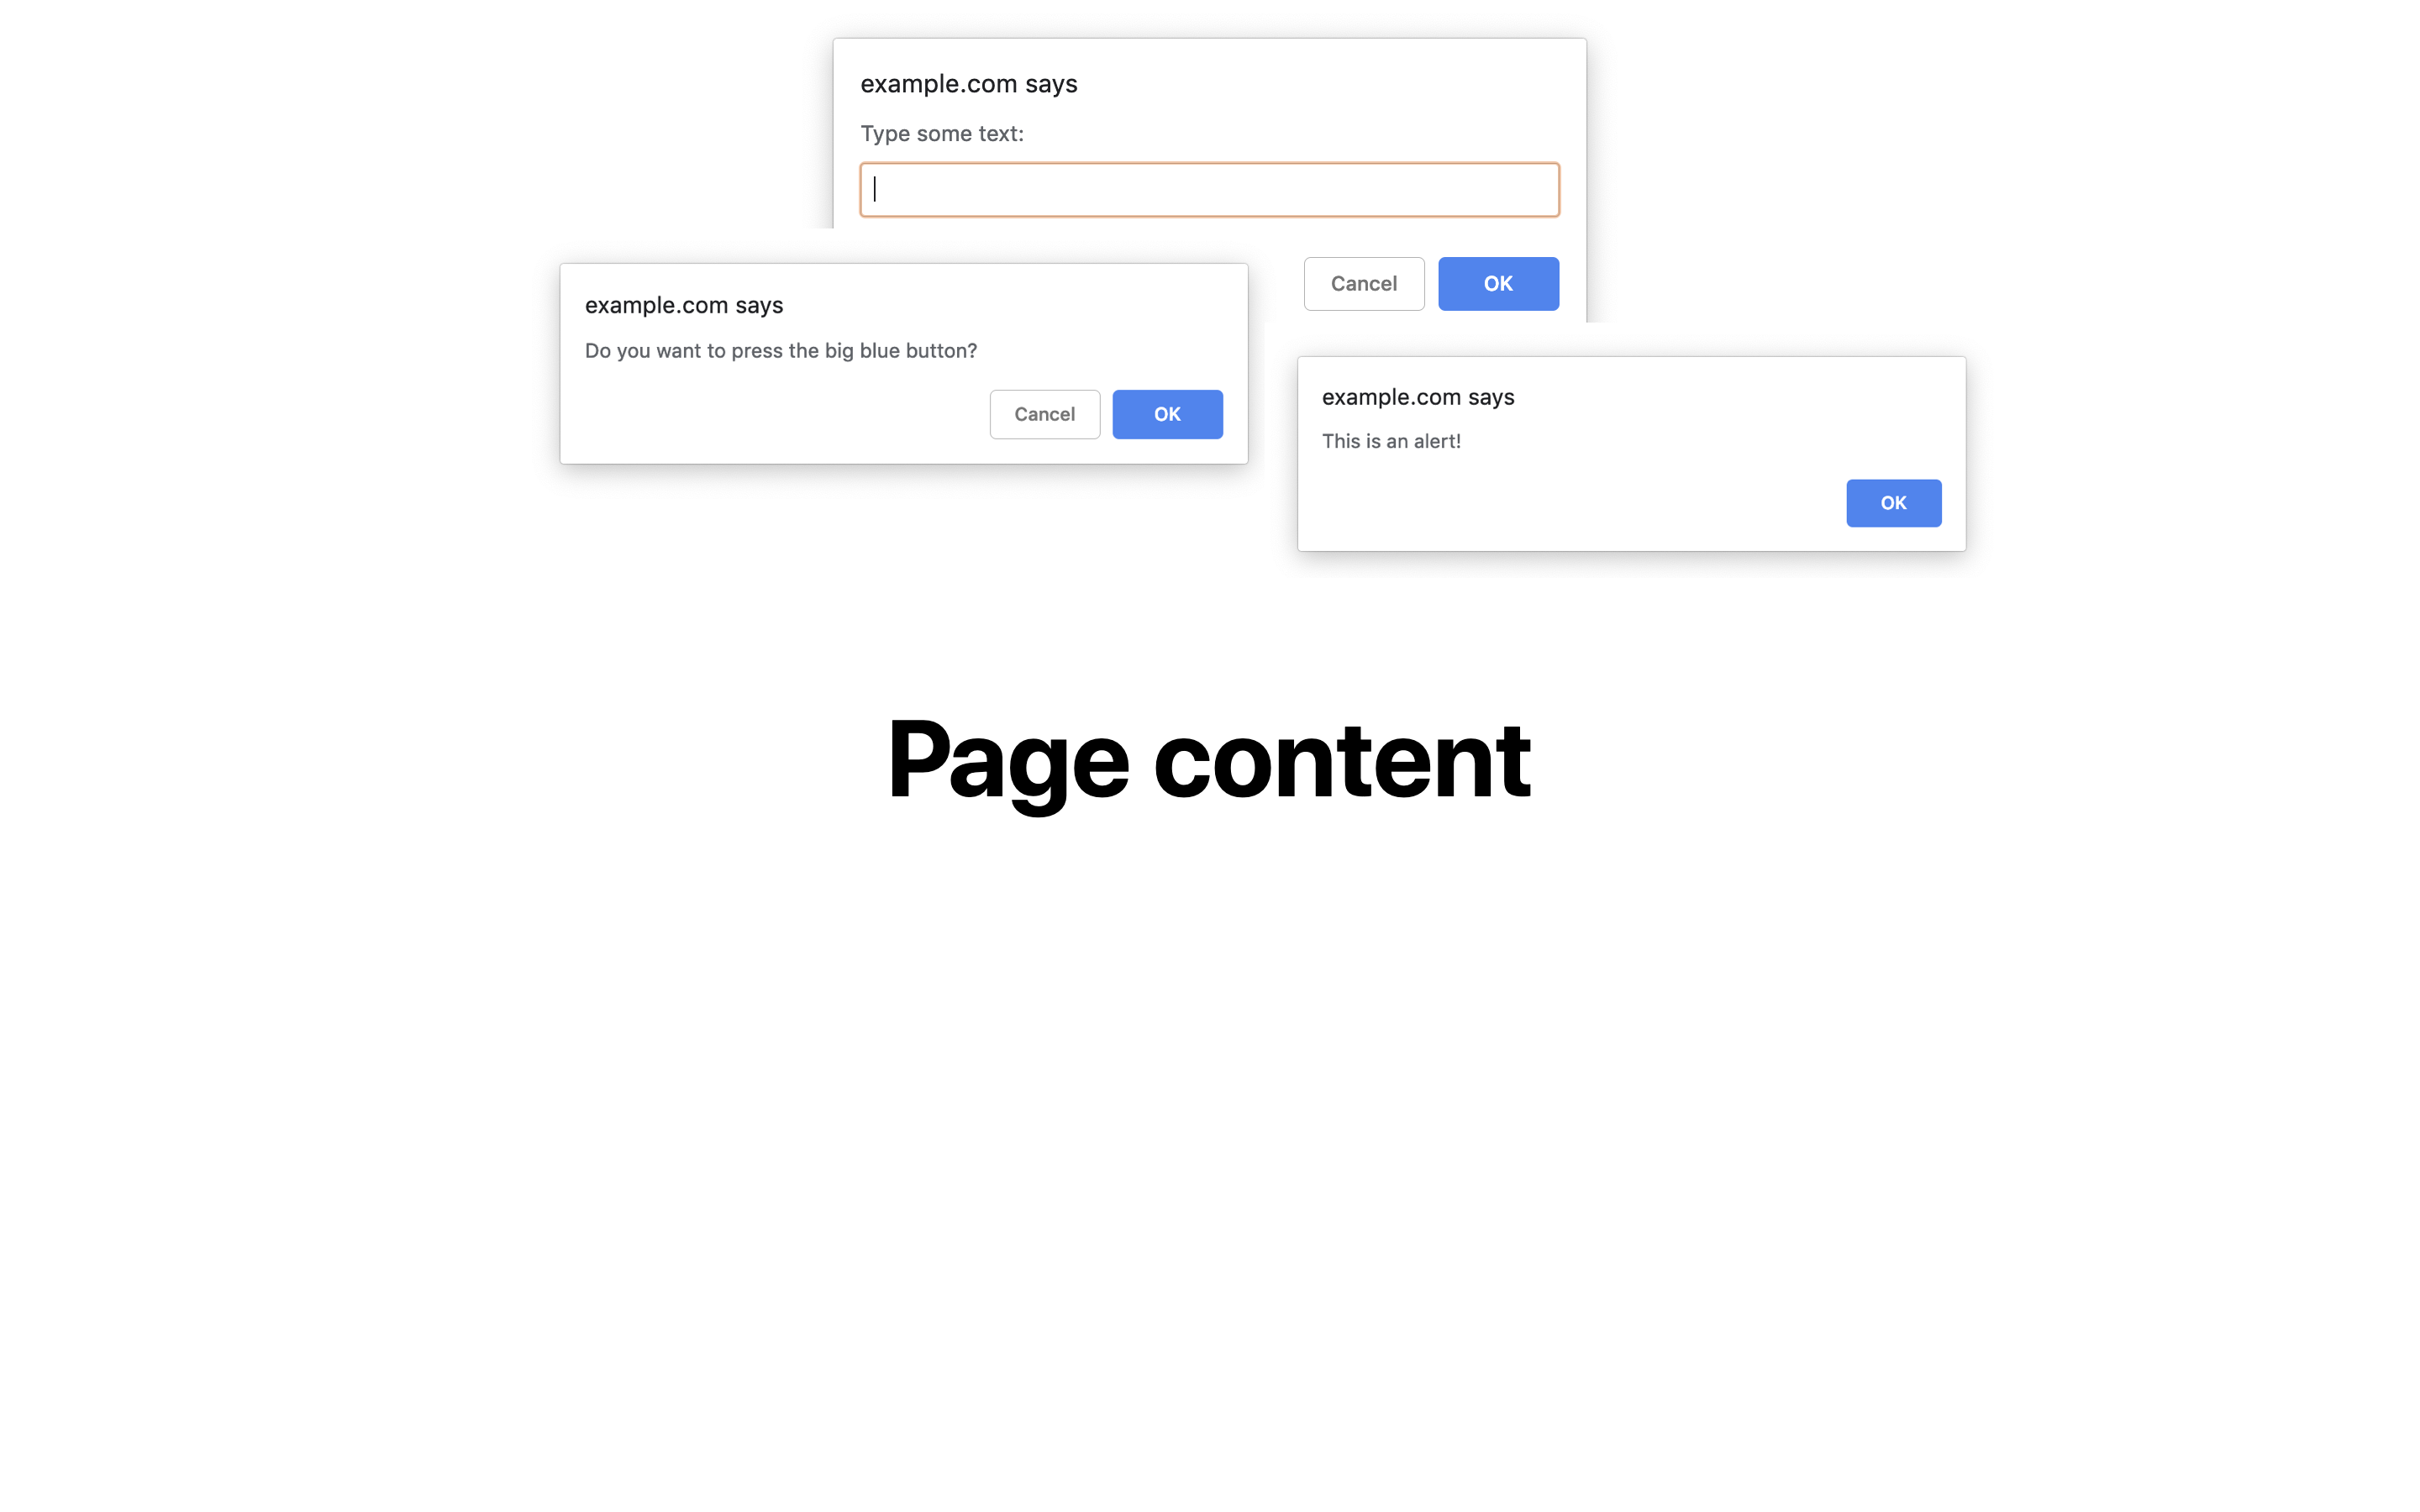 example.com says
Type some text:
Cancel OK
example.com says
Do you want to press the big blue button?
Cancel OK
example.com says
This is an alert!
OK
Page content